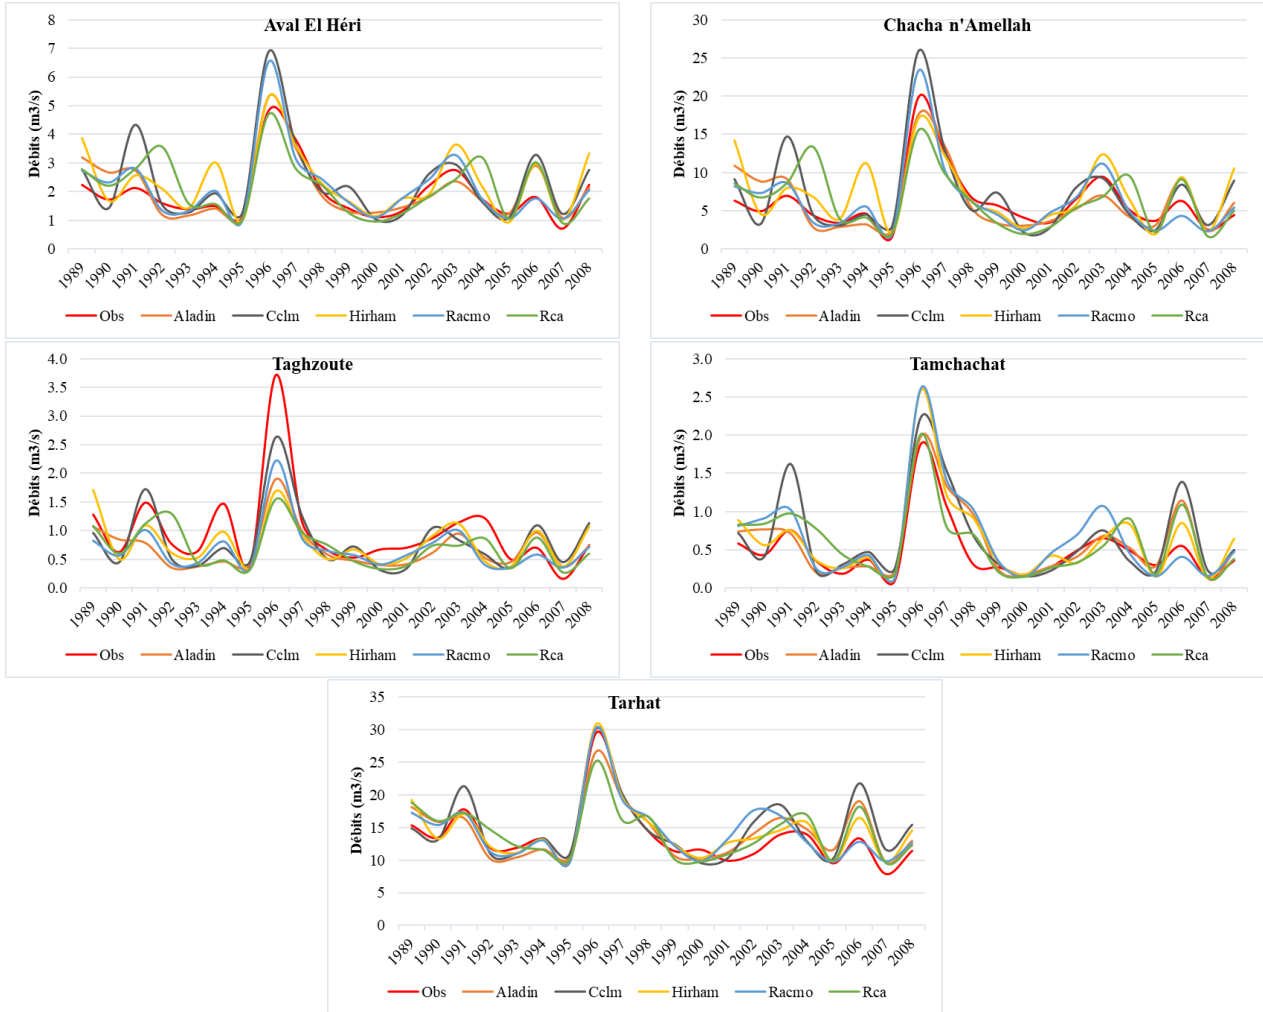 Aval El Héri
Débits (m3/s)
8
7
6
5
4
3
2
1
0
1989 1990 1991 1992 1993 1994 1995 1996 1997 1998 1999 2000 2001 2002 2003 2004 2005 2006 2007 2008
Obs Aladin Cclm Hirham Racmo Rca
Chacha n'Amellah
Débits (m3/s)
30
25
20
15
10
5
0
1989 1990 1991 1992 1993 1994 1995 1996 1997 1998 1999 2000 2001 2002 2003 2004 2005 2006 2007 2008
Obs Aladin Cclm Hirham Racmo Rca
Taghzoute
Débits (m3/s)
4.0
3.5
3.0
2.5
2.0
1.5
1.0
0.5
0.0
1989 1990 1991 1992 1993 1994 1995 1996 1997 1998 1999 2000 2001 2002 2003 2004 2005 2006 2007 2008
Obs Aladin Cclm Hirham Racmo Rca
Tamchachat
Débits (m3/s)
3.0
2.5
2.0
1.5
1.0
0.5
0.0
1989 1990 1991 1992 1993 1994 1995 1996 1997 1998 1999 2000 2001 2002 2003 2004 2005 2006 2007 2008
Obs Aladin Cclm Hirham Racmo Rca
Tarhat
Débits (m3/s)
35
30
25
20
15
10
5
0
1989 1990 1991 1992 1993 1994 1995 1996 1997 1998 1999 2000 2001 2002 2003 2004 2005 2006 2007 2008
Obs Aladin Cclm Hirham Racmo Rca